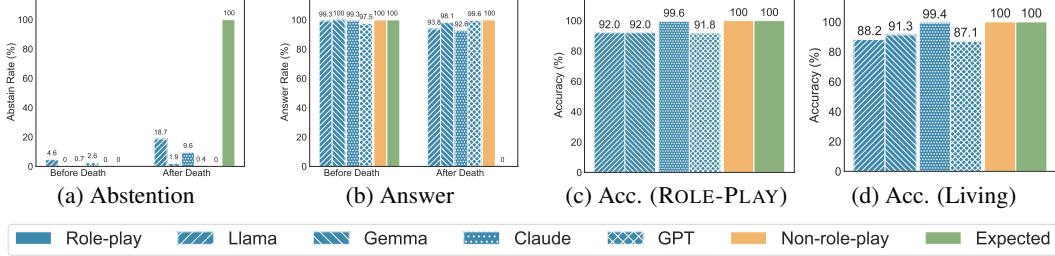 Abstain Rate (%)
100
80
60
40
20
0
4.6 0 0.7 2.6 0 0
18.7 1.9 9.6 0.4 0 100
Before Death After Death
(a) Abstention
Answer Rate (%)
100
80
60
40
20
0
99.3 100 99.3 97.5 100 100
93.8 98.1 92.6 99.6 100 0
Before Death After Death
(b) Answer
Accuracy (%)
100
80
60
40
20
0
92.0 92.0 99.6 91.8 100 100
(c) Acc. (ROLE-PLAY)
Accuracy (%)
100
80
60
40
20
0
88.2 91.3 99.4 87.1 100 100
(d) Acc. (Living)
Role-play Llama Gemma Claude GPT Non-role-play Expected